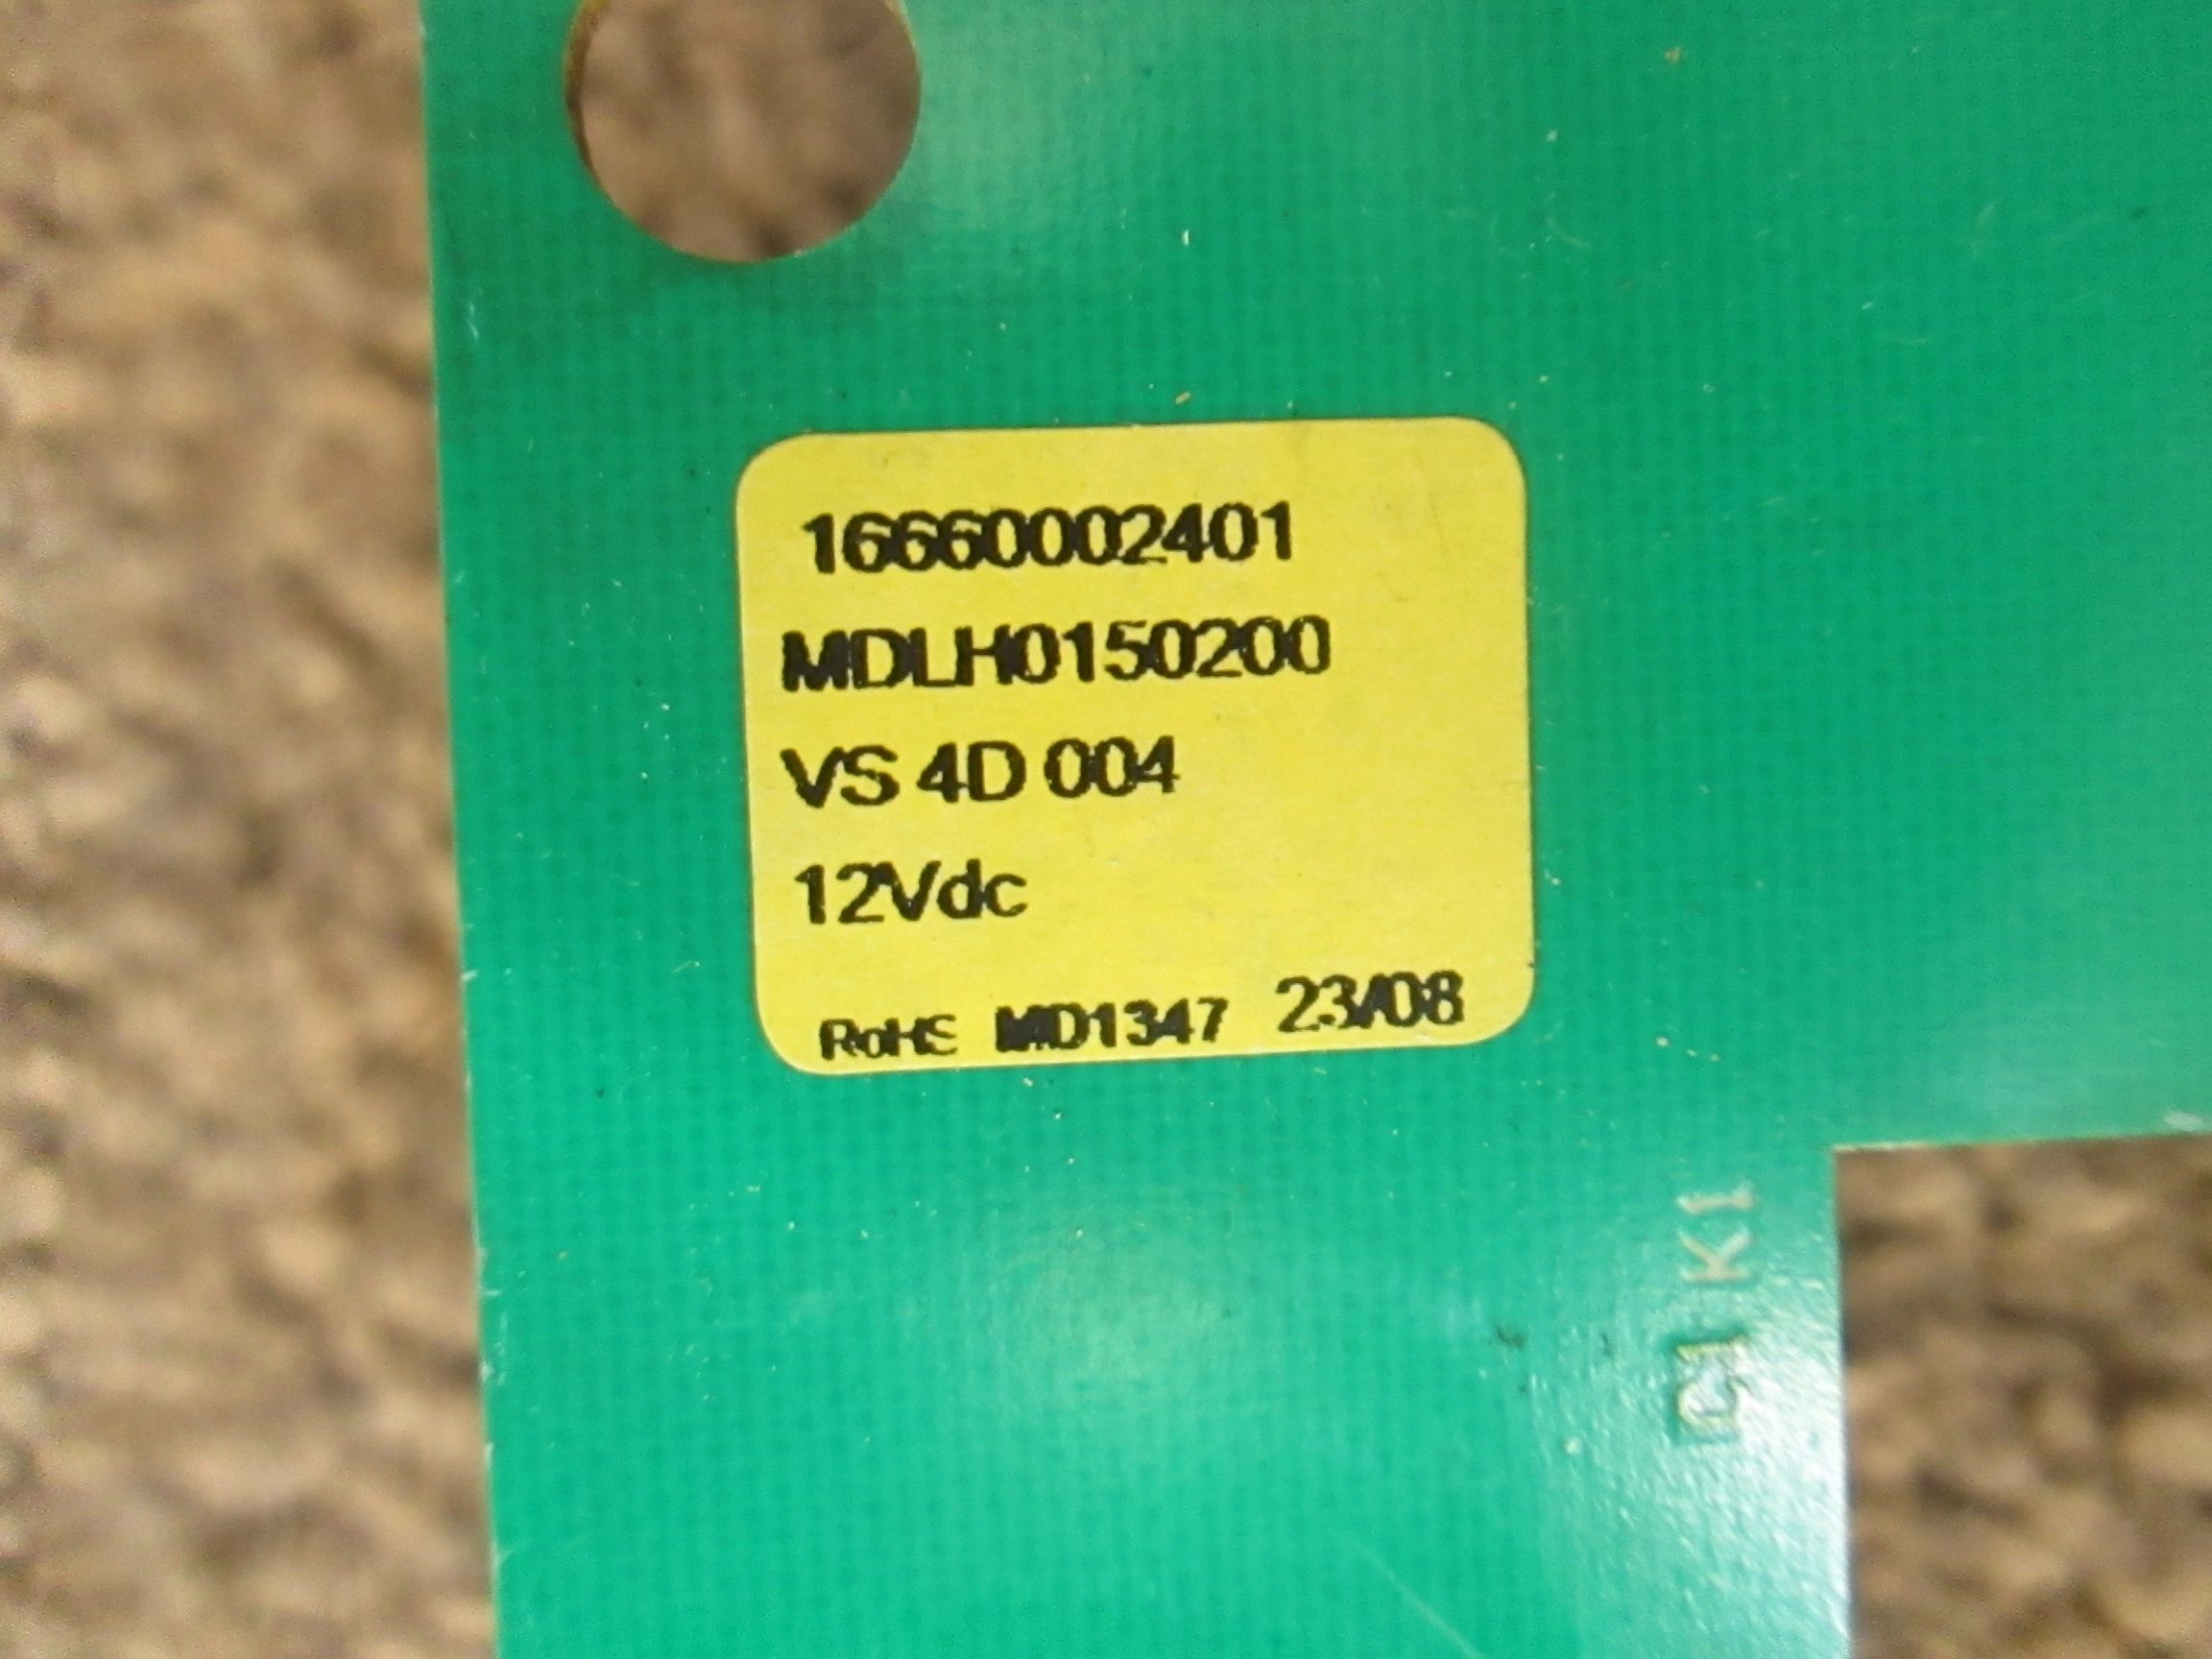 16660002401
MDLH0150200
VS 4D 004
12Vdc
RoHS MD1347 23/08
K1